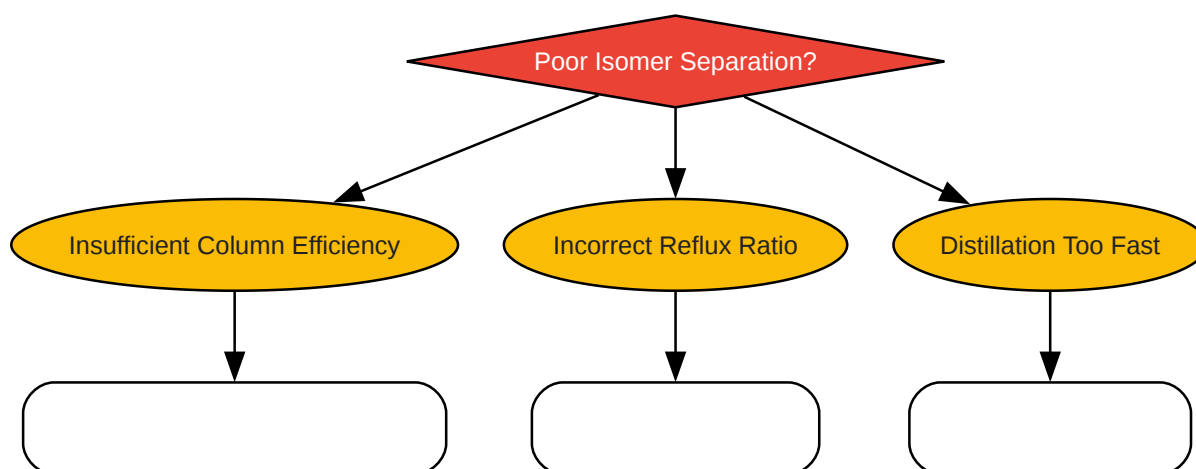 Poor Isomer Separation?
Insufficient Column Efficiency
Incorrect Reflux Ratio
Distillation Too Fast